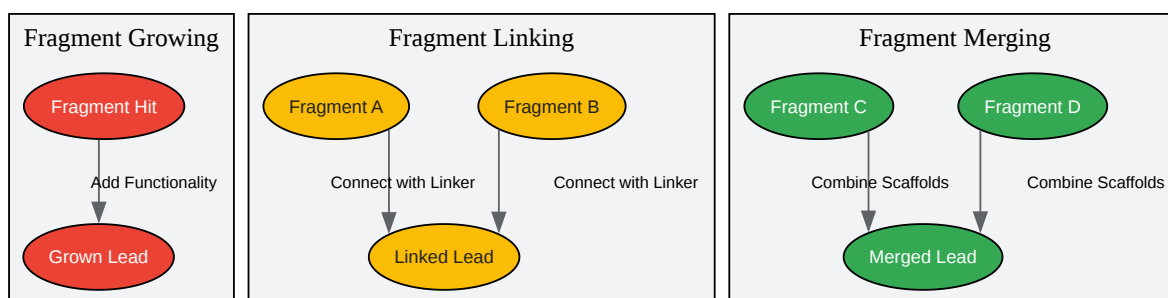 Fragment Growing
Fragment Hit
Add Functionality
Grown Lead
Fragment Linking
Fragment A
Fragment B
Connect with Linker
Connect with Linker
Linked Lead
Fragment Merging
Fragment C
Fragment D
Combine Scaffolds
Combine Scaffolds
Merged Lead